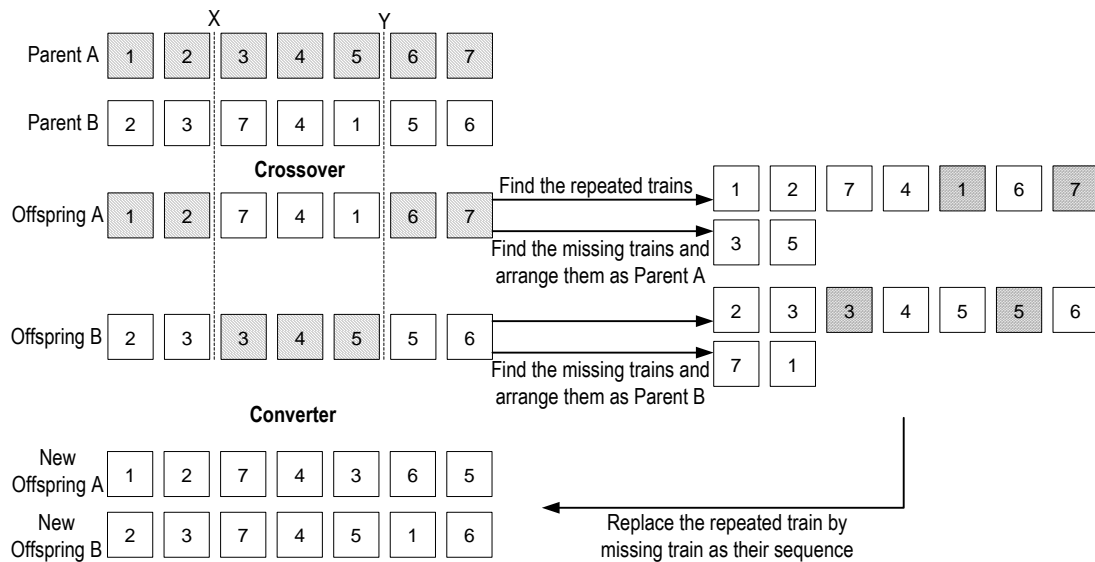 X Y
Parent A 1 2 3 4 5 6 7
Parent B 2 3 7 4 1 5 6
Crossover
Offspring A 1 2 7 4 1 6 7
Find the repeated trains
1 2 7 4 1 6 7
Find the missing trains and
arrange them as Parent A
3 5
Offspring B 2 3 3 4 5 5 6
2 3 3 4 5 5 6
Find the missing trains and
arrange them as Parent B
7 1
Converter
New
Offspring A
1 2 7 4 3 6 5
New
Offspring B
2 3 7 4 5 1 6
Replace the repeated train by
missing train as their sequence